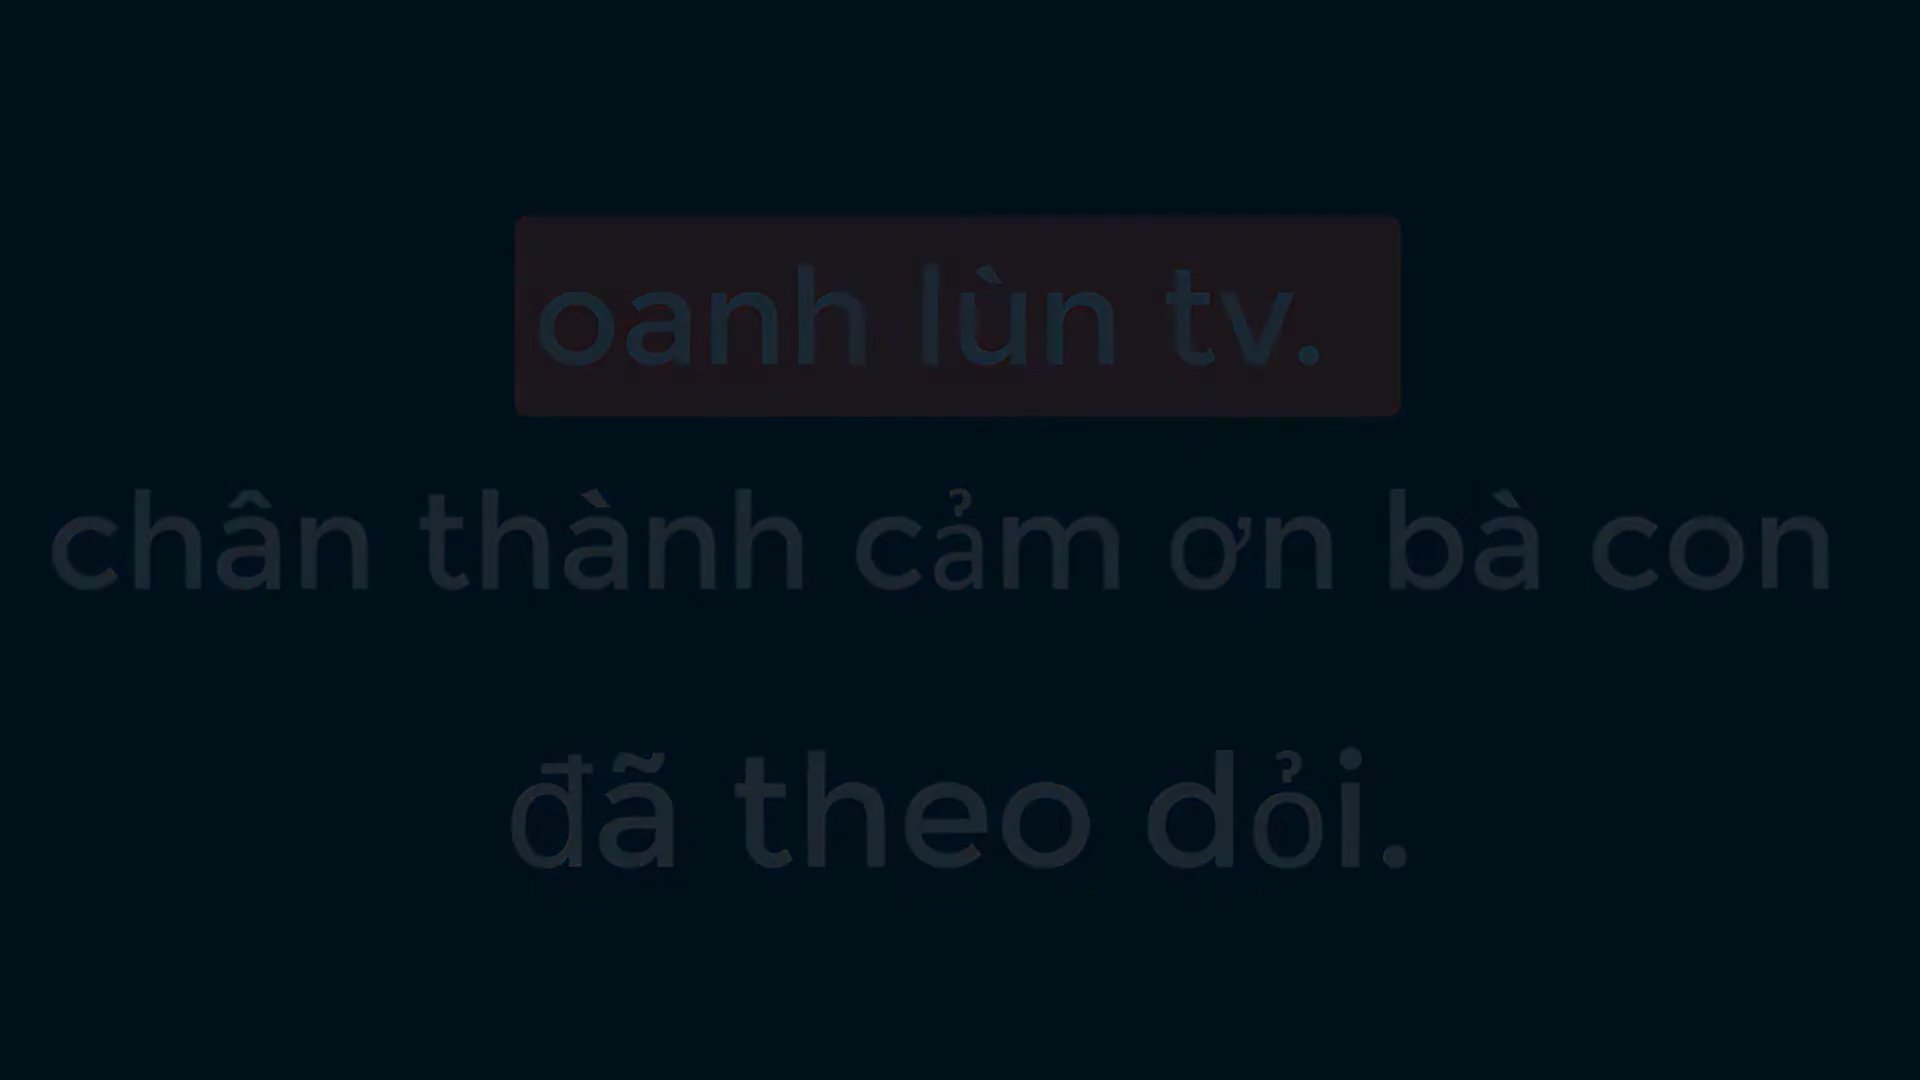 oanh lùn tv.
chân thành cảm ơn bà con
đã theo dỏi.